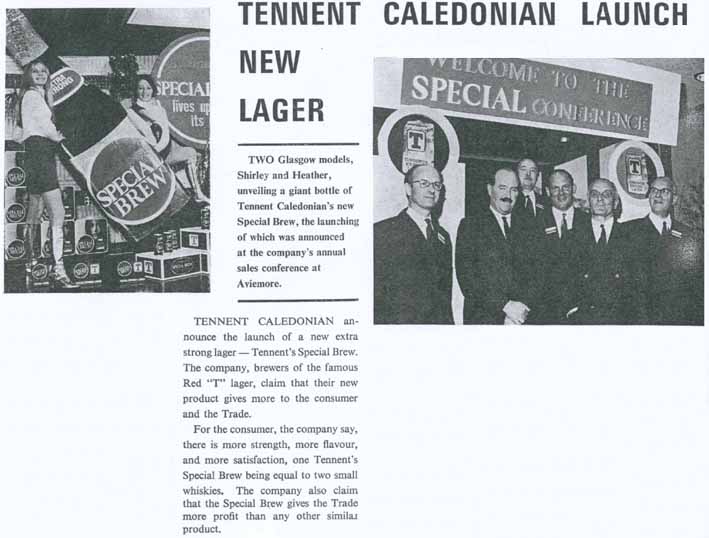 TENNENT CALEDONIAN LAUNCH
NEW
LAGER
TWO Glasgow models,
Shirley and Heather,
unveiling a giant bottle of
Tennent Caledonian's new
Special Brew, the launching
of which was announced
at the company's annual
sales conference at
Aviemore.
TENNENT CALEDONIAN an-
nounce the launch of a new extra
strong lager — Tennent's Special Brew.
The company, brewers of the famous
Red "T" lager, claim that their new
product gives more to the consumer
and the Trade.
For the consumer, the company say,
there is more strength, more flavour,
and more satisfaction, one Tennent's
Special Brew being equal to two small
whiskies. The company also claim
that the Special Brew gives the Trade
more profit than any other similar
product.
EXTRA
STRONG
SPECIAL
BREW
SPECIAL
lives up
its
WELCOME TO THE
SPECIAL CONFERENCE
T
T